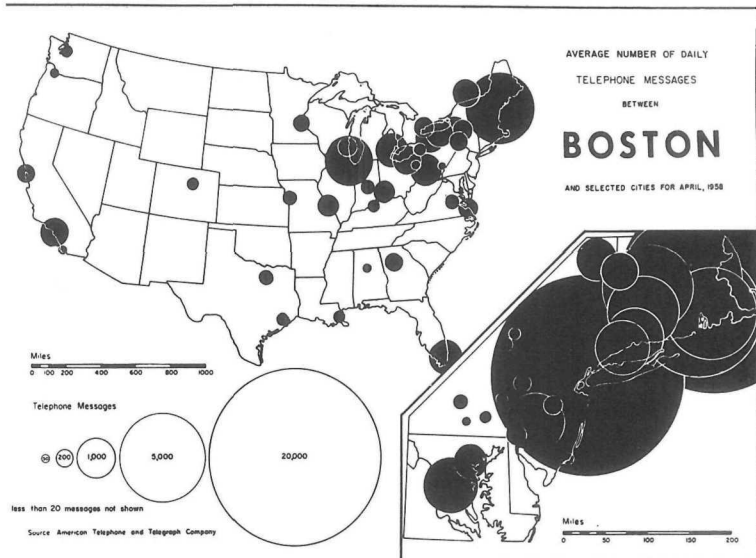 AVERAGE NUMBER OF DAILY
TELEPHONE MESSAGES
BETWEEN
BOSTON
AND SELECTED CITIES FOR APRIL, 1958
Miles
0 100 200 400 600 800 1000
Telephone Messages
50 200 1,000 5,000 20,000
less than 20 messages not shown
Source American Telephone and Telegraph Company
Miles
0 50 100 150 200